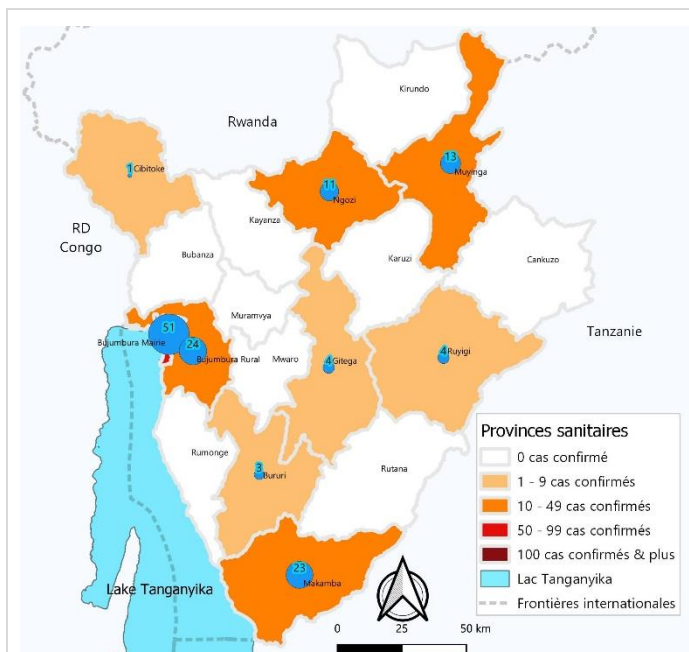 Kirundo
Rwanda
13
Muyinga
1 Cibitoke
11
Ngozi
Kayanza
RD
Congo
Bubanza
Karuzi
Cankuzo
Muramvya
51
Bujumbura Mairie
24
Bujumbura Rural
Mwaro
4 Gitega
4 Ruyigi
Tanzanie
Rumonge
3
Bururi
Rutana
23
Makamba
Lake Tanganyika
Provinces sanitaires
0 cas confirmé
1 - 9 cas confirmés
10 - 49 cas confirmés
50 - 99 cas confirmés
100 cas confirmés & plus
Lac Tanganyika
Frontières internationales
0 25 50 km